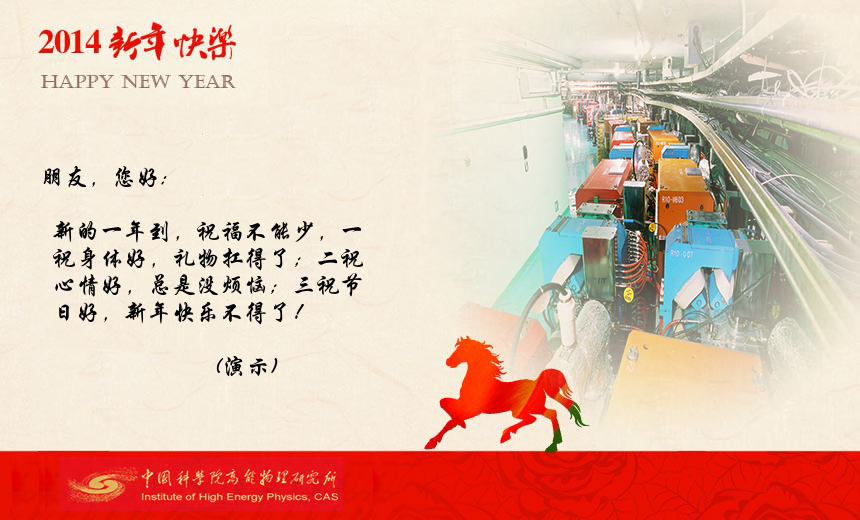 2014 新年快樂
HAPPY NEW YEAR
朋友，您好：
新的一年到，祝福不能少，一
祝身体好，礼物扛得了；二祝
心情好，总是没烦恼；三祝节
日好，新年快乐不得了！
(演示)
R1O-V603
中国科学院高能物理研究所
Institute of High Energy Physics, CAS